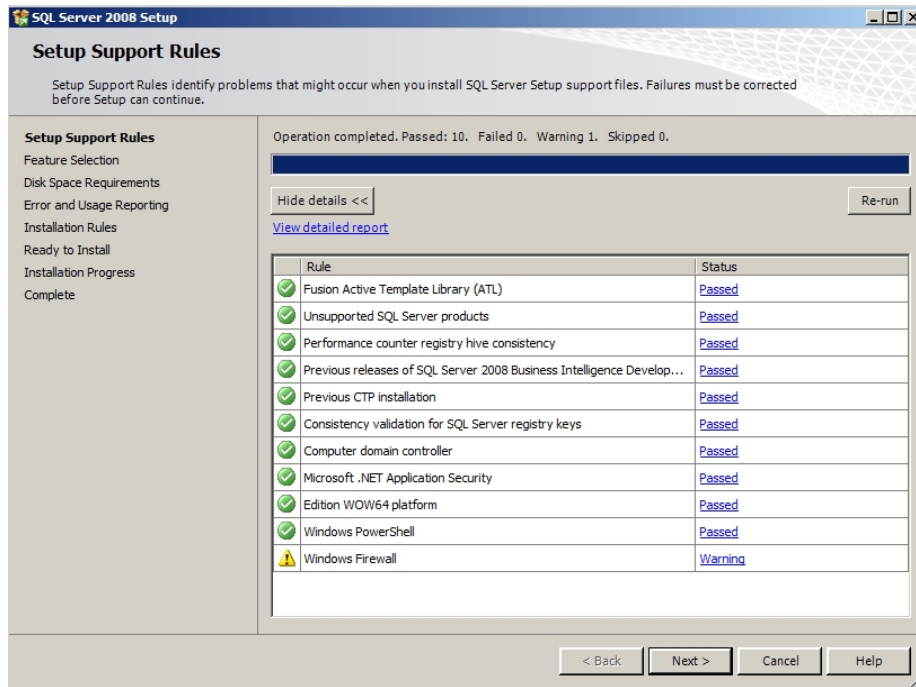 SQL Server 2008 Setup
Setup Support Rules
Setup Support Rules identify problems that might occur when you install SQL Server Setup support files. Failures must be corrected
before Setup can continue.
Setup Support Rules
Feature Selection
Disk Space Requirements
Error and Usage Reporting
Installation Rules
Ready to Install
Installation Progress
Complete
Operation completed. Passed: 10. Failed 0. Warning 1. Skipped 0.
Hide details <<
Re-run
View detailed report
Rule Status
Fusion Active Template Library (ATL) Passed
Unsupported SQL Server products Passed
Performance counter registry hive consistency Passed
Previous releases of SQL Server 2008 Business Intelligence Develop... Passed
Previous CTP installation Passed
Consistency validation for SQL Server registry keys Passed
Computer domain controller Passed
Microsoft .NET Application Security Passed
Edition WOW64 platform Passed
Windows PowerShell Passed
Windows Firewall Warning
< Back Next > Cancel Help